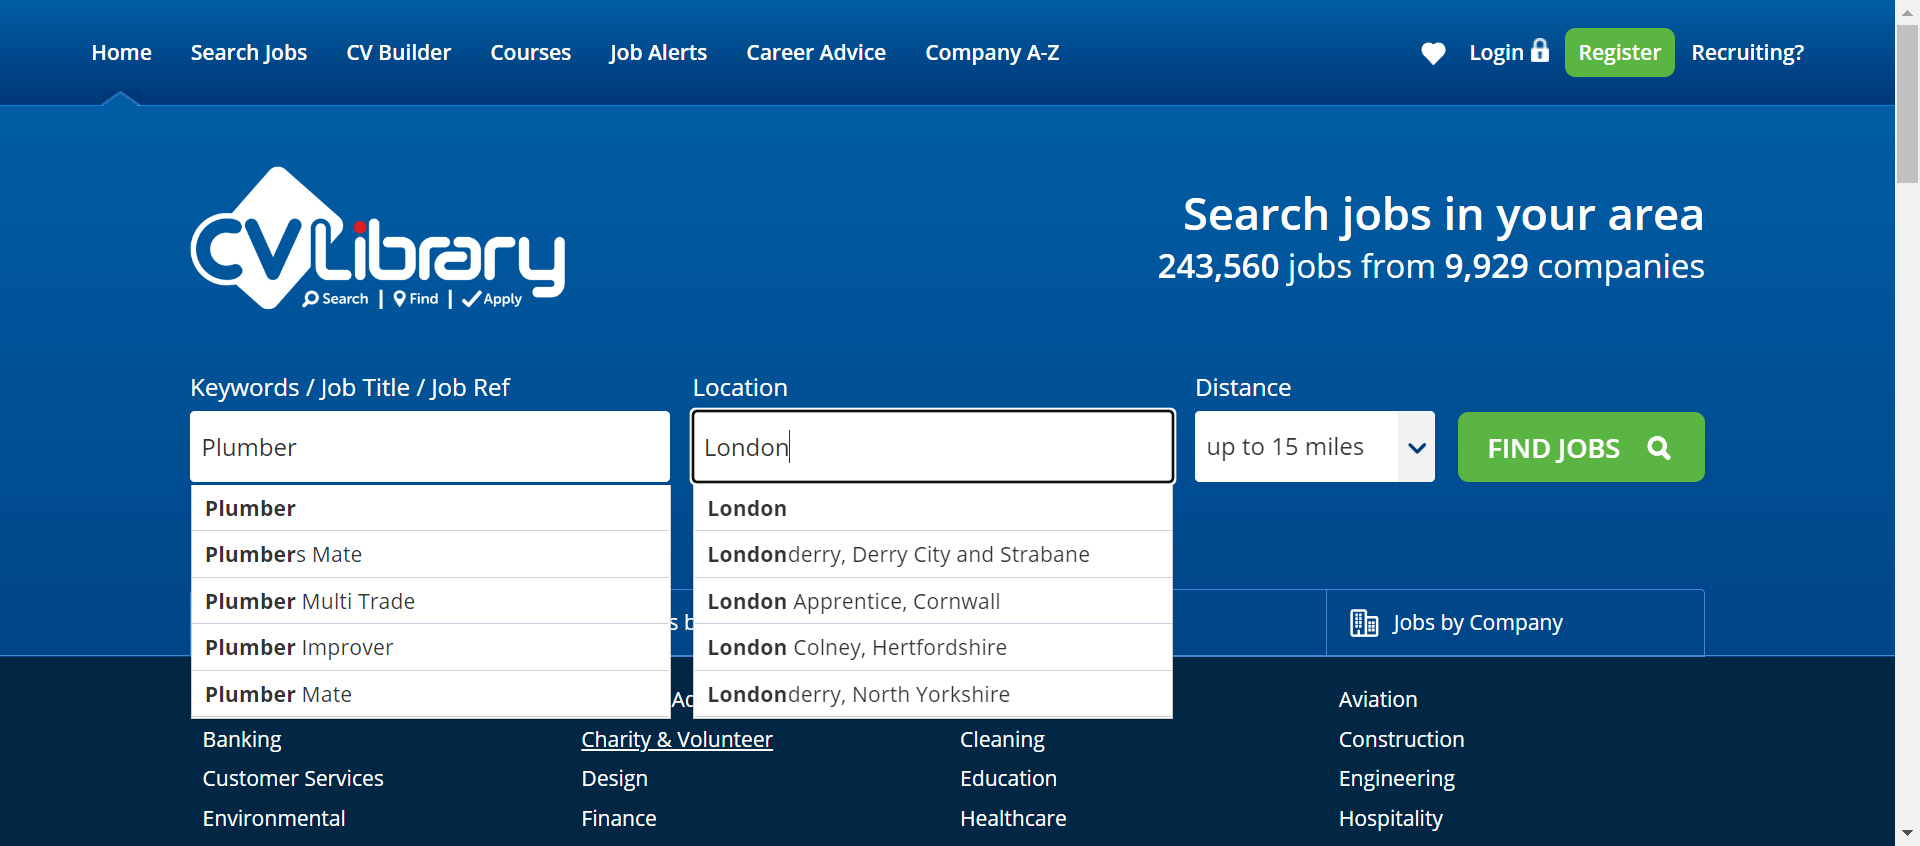 Home Search Jobs CV Builder Courses Job Alerts Career Advice Company A-Z Login Register Recruiting?
CVLibrary
Search | Find | Apply
Search jobs in your area
243,560 jobs from 9,929 companies
Keywords / Job Title / Job Ref Location Distance
Plumber London up to 15 miles FIND JOBS
Plumber
Plumbers Mate
Plumber Multi Trade
Plumber Improver
Plumber Mate
London
Londonderry, Derry City and Strabane
London Apprentice, Cornwall
London Colney, Hertfordshire
Londonderry, North Yorkshire
Jobs by Company
Aviation
Banking Charity & Volunteer Cleaning Construction
Customer Services Design Education Engineering
Environmental Finance Healthcare Hospitality